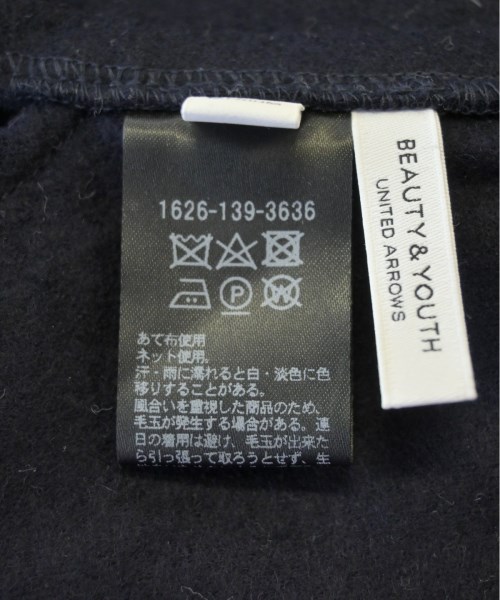 1626-139-3636
P W
あて布使用
ネット使用。
汗・雨に濡れると白・淡色に色
移りすることがある。
風合いを重視した商品のため、
毛玉が発生する場合がある。連
日の着用は避け、毛玉が出来た
ら引っ張って取ろうとせず、生
BEAUTY & YOUTH
UNITED ARROWS